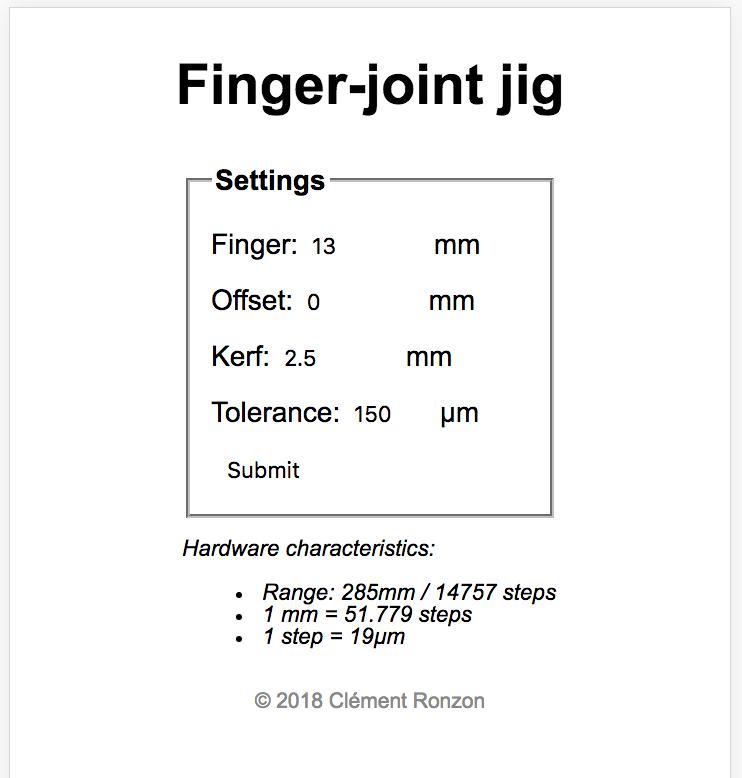 Finger-joint jig
Settings
Finger: 13 mm
Offset: 0 mm
Kerf: 2.5 mm
Tolerance: 150 µm
Submit
Hardware characteristics:
• Range: 285mm / 14757 steps
• 1 mm = 51.779 steps
• 1 step = 19µm
© 2018 Clément Ronzon